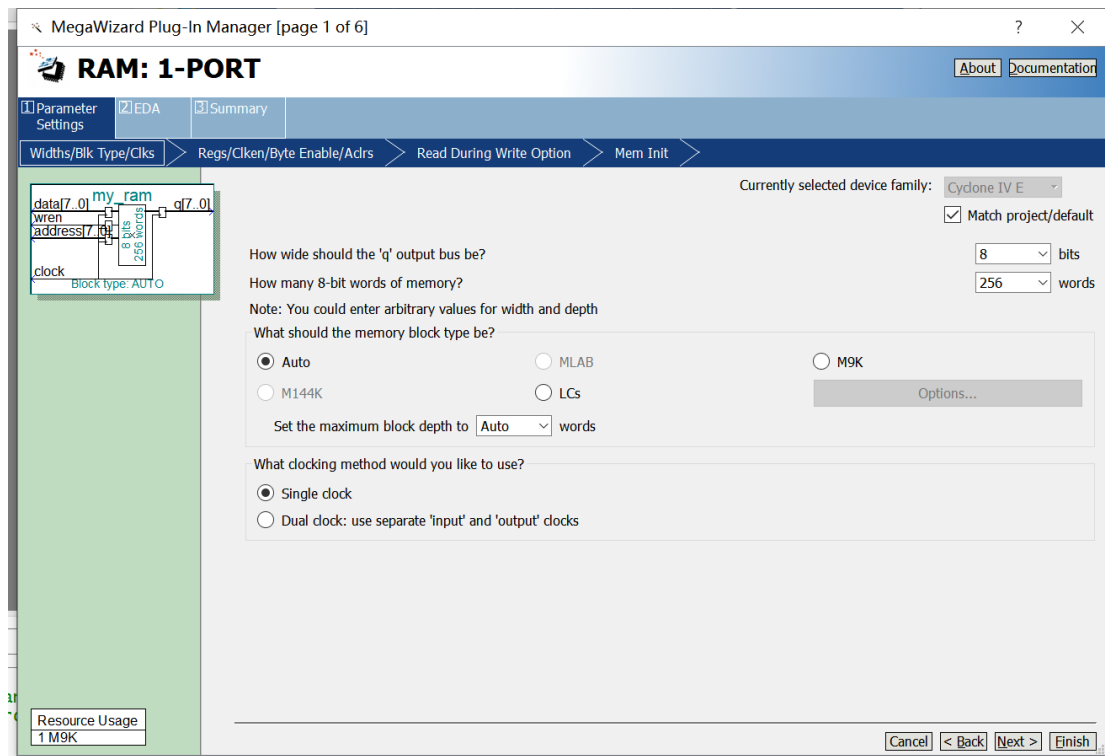 MegaWizard Plug-In Manager [page 1 of 6]
?
RAM: 1-PORT
About
Documentation
1 Parameter Settings
2 EDA
3 Summary
Widths/Blk Type/Clks
Regs/Clken/Byte Enable/Aclrs
Read During Write Option
Mem Init
my_ram
data[7..0]
q[7..0]
wren
address[7..0]
8 bits
256 words
clock
Block type: AUTO
Currently selected device family:
Cyclone IV E
Match project/default
How wide should the 'q' output bus be?
8
bits
How many 8-bit words of memory?
256
words
Note: You could enter arbitrary values for width and depth
What should the memory block type be?
Auto
MLAB
M9K
M144K
LCs
Options...
Set the maximum block depth to
Auto
words
What clocking method would you like to use?
Single clock
Dual clock: use separate 'input' and 'output' clocks
Resource Usage
1 M9K
Cancel
< Back
Next >
Finish